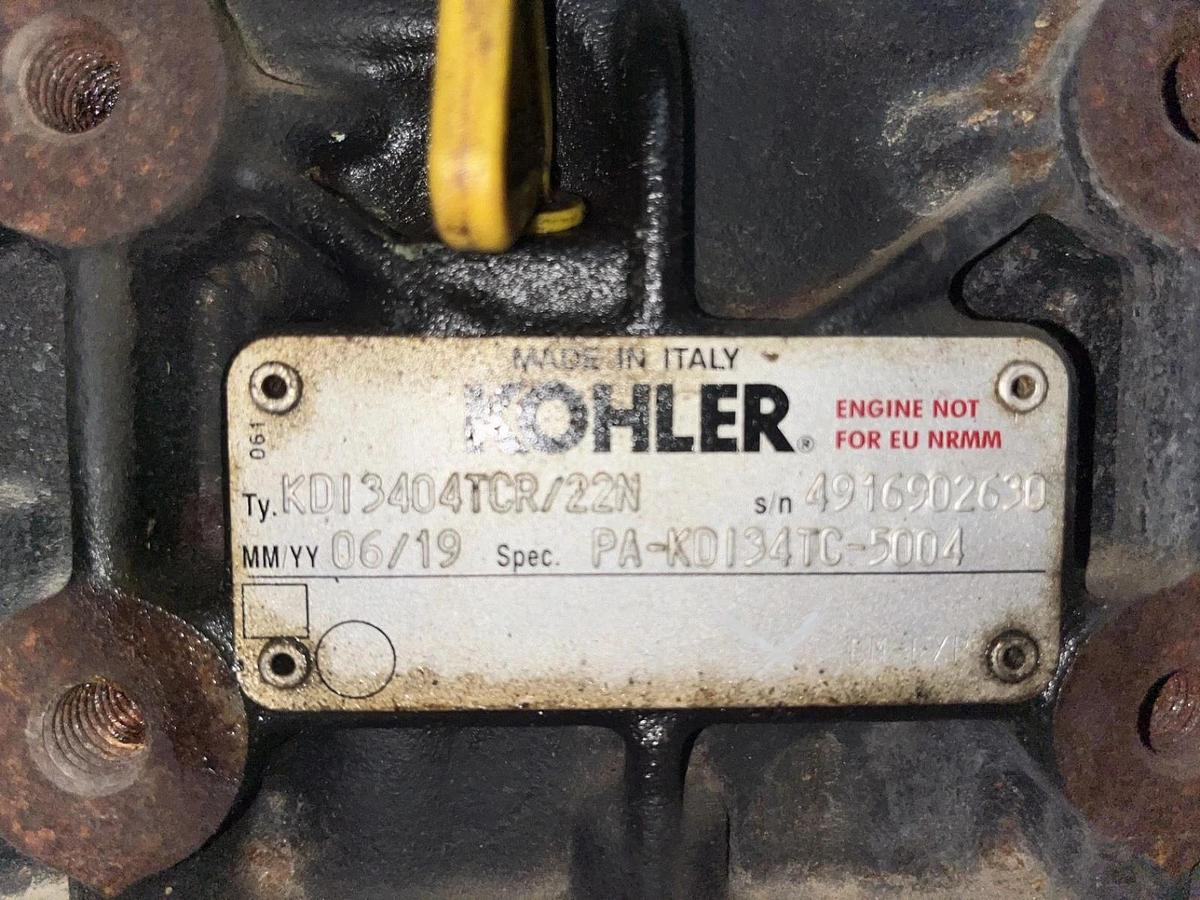 MADE IN ITALY
KOHLER®
ENGINE NOT
FOR EU NRMM
061
Ty. KDI3404TCR/22N s/n 4916902630
MM/YY 06/19 Spec. PA-KDI34TC-5004